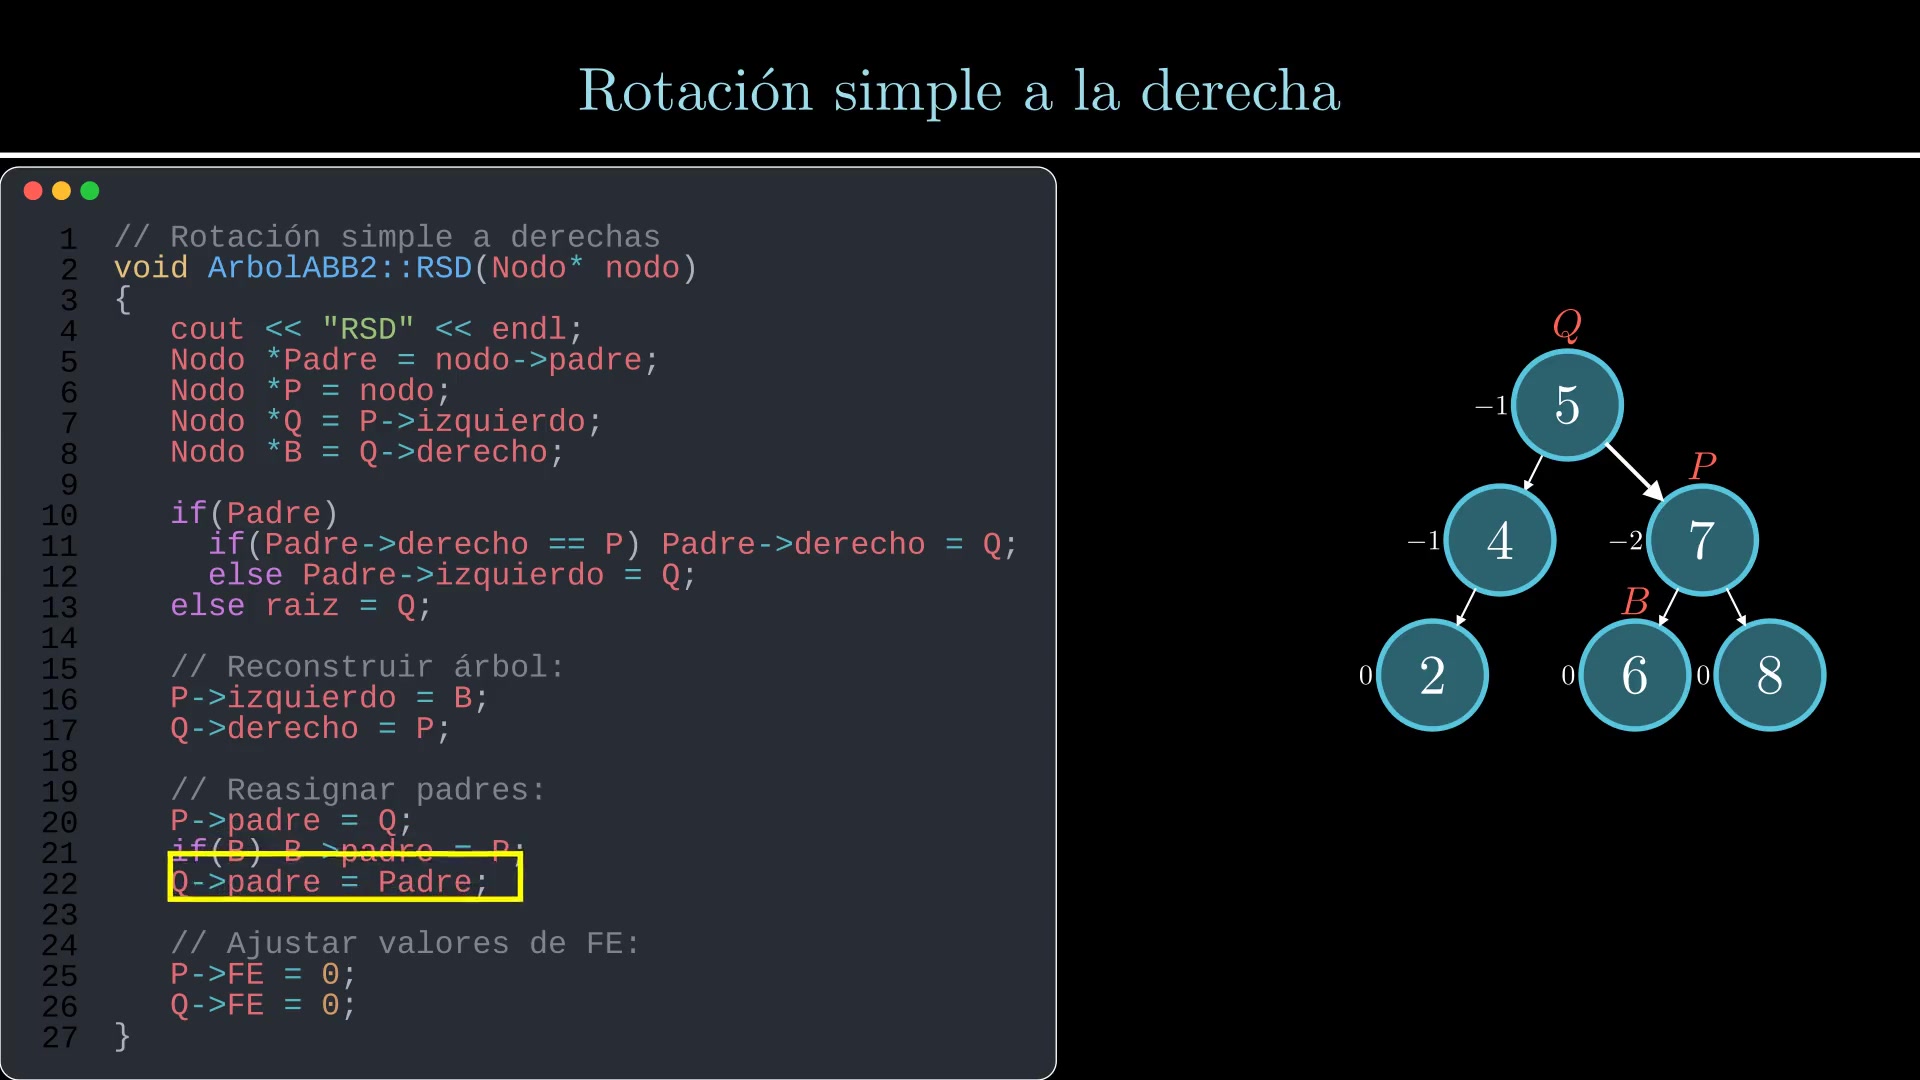 Rotación simple a la derecha
1 // Rotación simple a derechas
2 void ArbolABB2::RSD(Nodo* nodo)
3 {
4 cout << "RSD" << endl;
5 Nodo *Padre = nodo->padre;
6 Nodo *P = nodo;
7 Nodo *Q = P->izquierdo;
8 Nodo *B = Q->derecho;
9
10 if(Padre)
11 if(Padre->derecho == P) Padre->derecho = Q;
12 else Padre->izquierdo = Q;
13 else raiz = Q;
14
15 // Reconstruir árbol:
16 P->izquierdo = B;
17 Q->derecho = P;
18
19 // Reasignar padres:
20 P->padre = Q;
21 if(B) B->padre = P;
22 Q->padre = Padre;
23
24 // Ajustar valores de FE:
25 P->FE = 0;
26 Q->FE = 0;
27 }
Q
−1 5
P
−1 4 −2 7
B
0 2 0 6 0 8